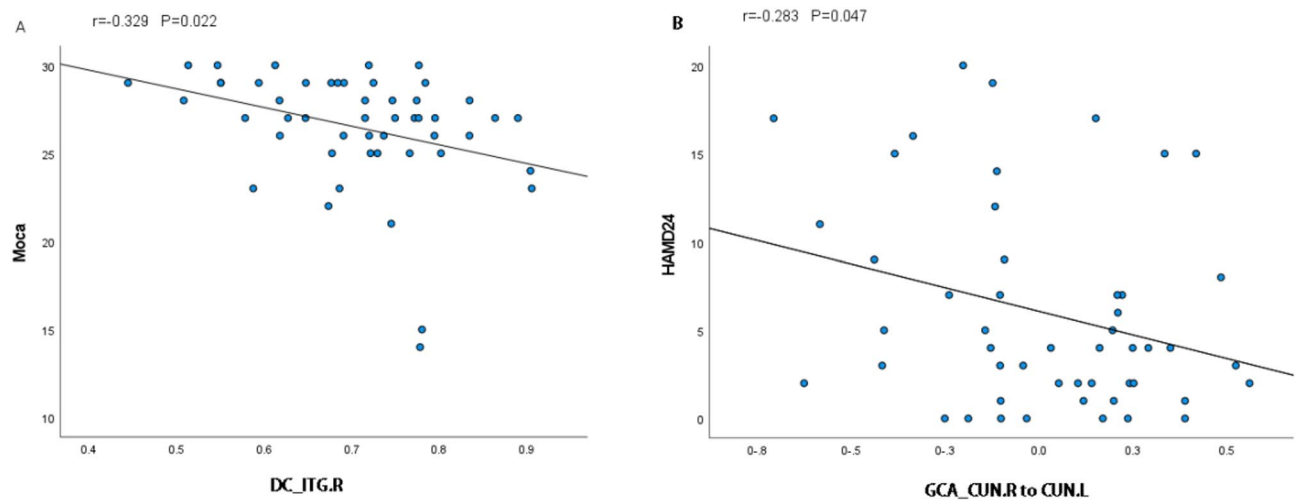 A
r=-0.329 P=0.022
Moca
30
25
20
15
10
0.4 0.5 0.6 0.7 0.8 0.9
DC_ITG.R
B
r=-0.283 P=0.047
HAMD24
20
15
10
5
0
0-.8 0-.5 0-.3 0.0 0.3 0.5
GCA_CUN.R to CUN.L